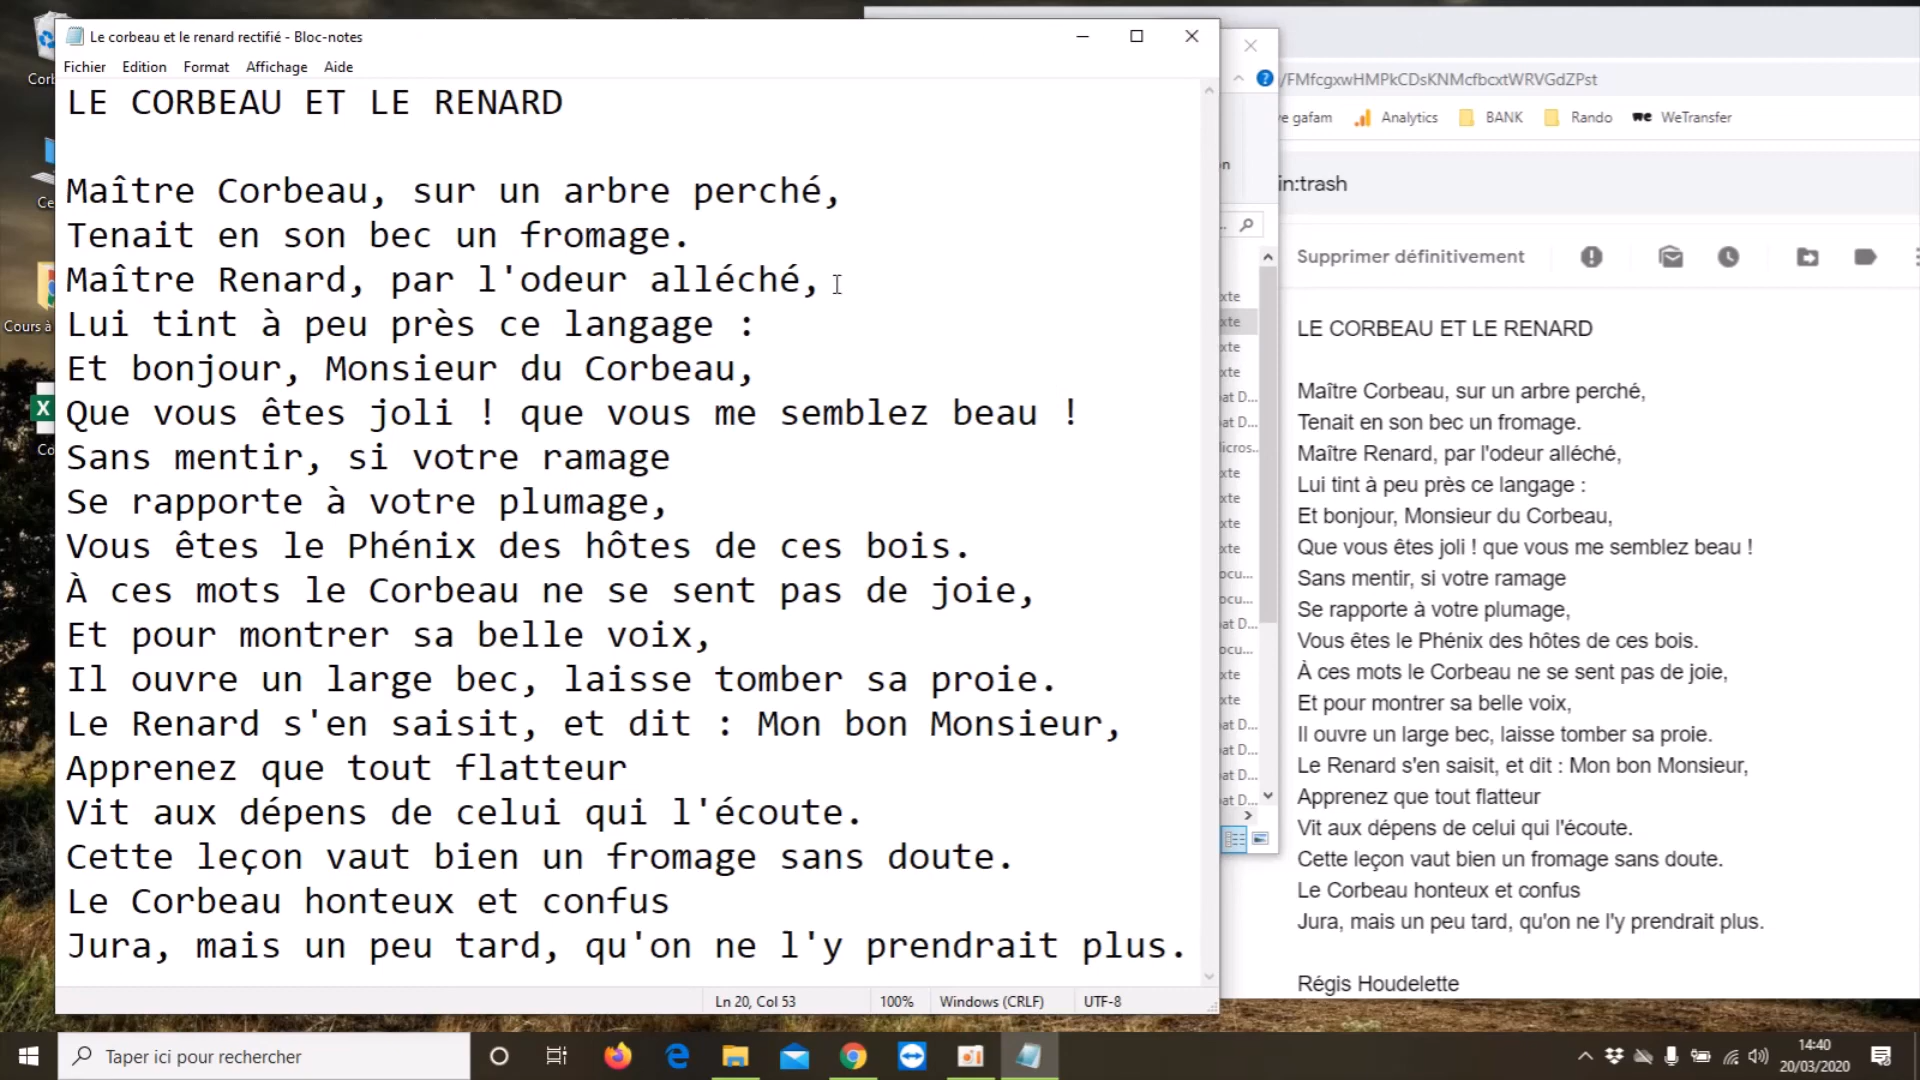 Le corbeau et le renard rectifié - Bloc-notes
Fichier Edition Format Affichage Aide
LE CORBEAU ET LE RENARD
Maître Corbeau, sur un arbre perché,
Tenait en son bec un fromage.
Maître Renard, par l'odeur alléché,
Lui tint à peu près ce langage :
Et bonjour, Monsieur du Corbeau,
Que vous êtes joli ! que vous me semblez beau !
Sans mentir, si votre ramage
Se rapporte à votre plumage,
Vous êtes le Phénix des hôtes de ces bois.
À ces mots le Corbeau ne se sent pas de joie,
Et pour montrer sa belle voix,
Il ouvre un large bec, laisse tomber sa proie.
Le Renard s'en saisit, et dit : Mon bon Monsieur,
Apprenez que tout flatteur
Vit aux dépens de celui qui l'écoute.
Cette leçon vaut bien un fromage sans doute.
Le Corbeau honteux et confus
Jura, mais un peu tard, qu'on ne l'y prendrait plus.
Ln 20, Col 53 100% Windows (CRLF) UTF-8
/FMfcgxwHMPkCDsKNMcfbcxtWRVGdZPst
gafam Analytics BANK Rando WeTransfer
in:trash
Supprimer définitivement
LE CORBEAU ET LE RENARD
Maître Corbeau, sur un arbre perché,
Tenait en son bec un fromage.
Maître Renard, par l'odeur alléché,
Lui tint à peu près ce langage :
Et bonjour, Monsieur du Corbeau,
Que vous êtes joli ! que vous me semblez beau !
Sans mentir, si votre ramage
Se rapporte à votre plumage,
Vous êtes le Phénix des hôtes de ces bois.
À ces mots le Corbeau ne se sent pas de joie,
Et pour montrer sa belle voix,
Il ouvre un large bec, laisse tomber sa proie.
Le Renard s'en saisit, et dit : Mon bon Monsieur,
Apprenez que tout flatteur
Vit aux dépens de celui qui l'écoute.
Cette leçon vaut bien un fromage sans doute.
Le Corbeau honteux et confus
Jura, mais un peu tard, qu'on ne l'y prendrait plus.
Régis Houdelette
Cours à
Taper ici pour rechercher
14:40
20/03/2020